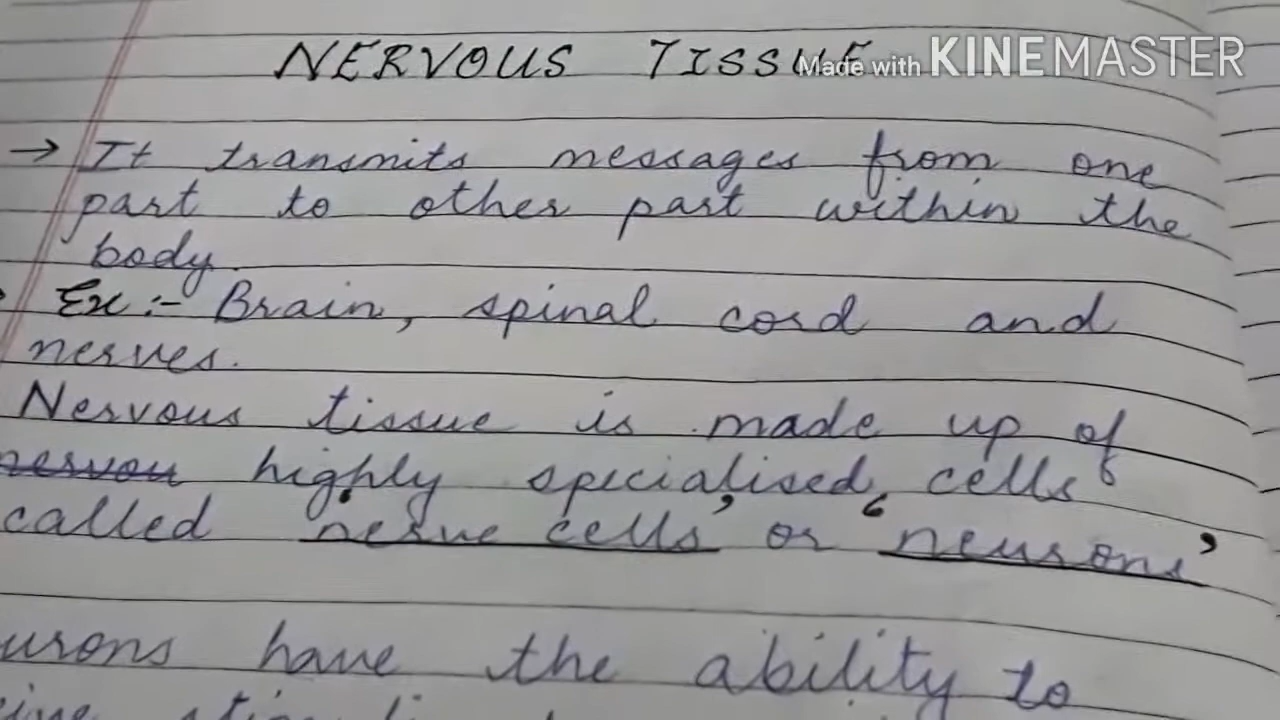 NERVOUS TISSUE
Made with KINEMASTER
→ It transmits messages from one
part to other part within the
body.
Ex :- Brain, spinal cord and
nerves.
Nervous tissue is made up of
highly specialised cells
called 'nerve cells' or 'neurons'
urons have the ability to